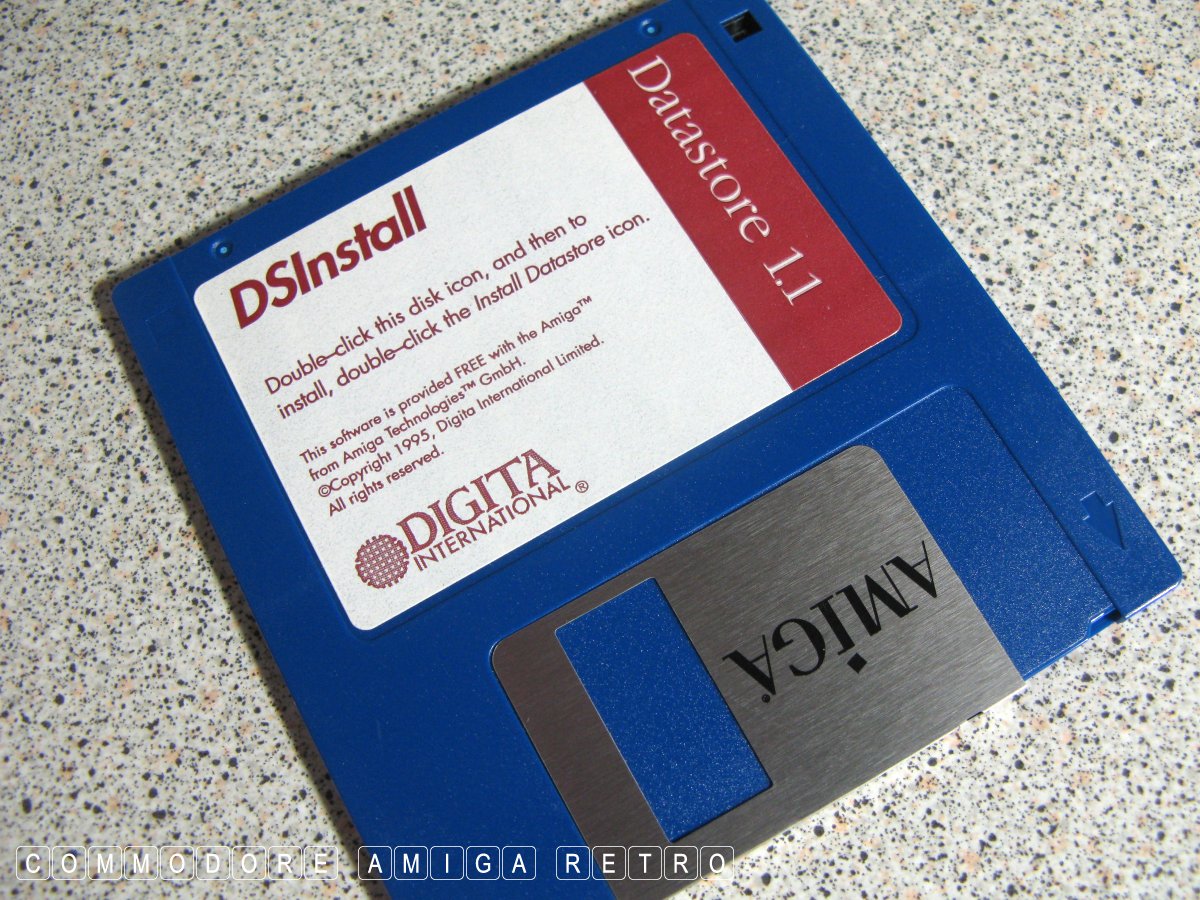 Datastore 1.1
DSInstall
Double-click this disk icon, and then to
install, double-click the Install Datastore icon.
This software is provided FREE with the Amiga™
from Amiga Technologies™ GmbH.
©Copyright 1995, Digita International Limited.
All rights reserved.
DIGITA
INTERNATIONAL®
AMIGA®
COMMODORE AMIGA RETRO